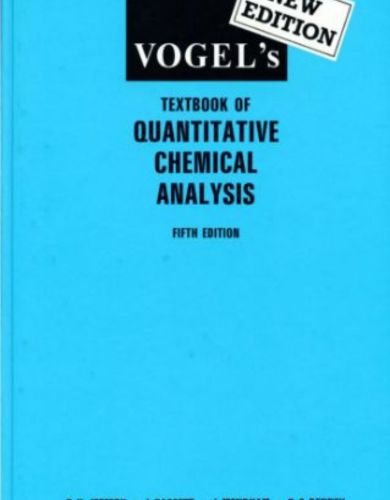 NEW
EDITION
VOGEL's
TEXTBOOK OF
QUANTITATIVE
CHEMICAL
ANALYSIS
FIFTH EDITION